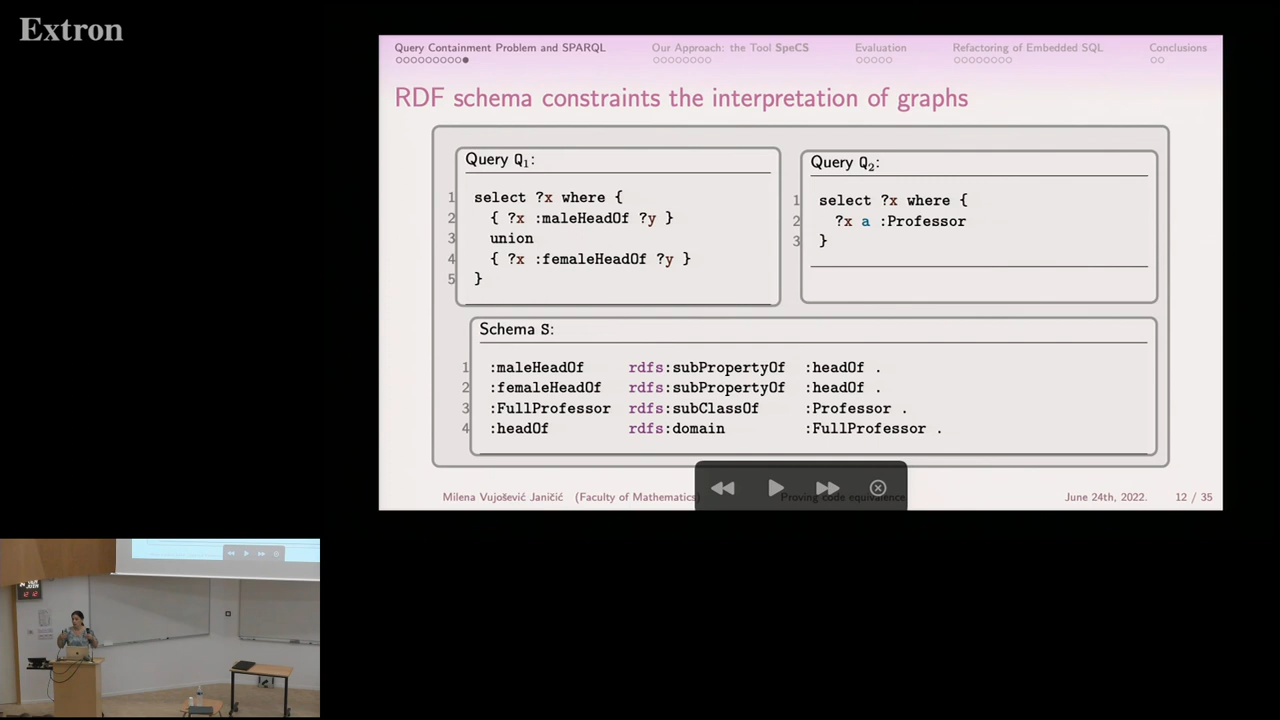 Extron
Query Containment Problem and SPARQL
Our Approach: the Tool SpeCS
Evaluation
Refactoring of Embedded SQL
Conclusions
RDF schema constraints the interpretation of graphs
Query Q₁:
1 select ?x where {
2 { ?x :maleHeadOf ?y }
3 union
4 { ?x :femaleHeadOf ?y }
5 }
Query Q₂:
1 select ?x where {
2 ?x a :Professor
3 }
Schema S:
1 :maleHeadOf rdfs:subPropertyOf :headOf .
2 :femaleHeadOf rdfs:subPropertyOf :headOf .
3 :FullProfessor rdfs:subClassOf :Professor .
4 :headOf rdfs:domain :FullProfessor .
Milena Vujošević Janičić (Faculty of Mathematics)
Proving code equivalence
June 24th, 2022.
12 / 35